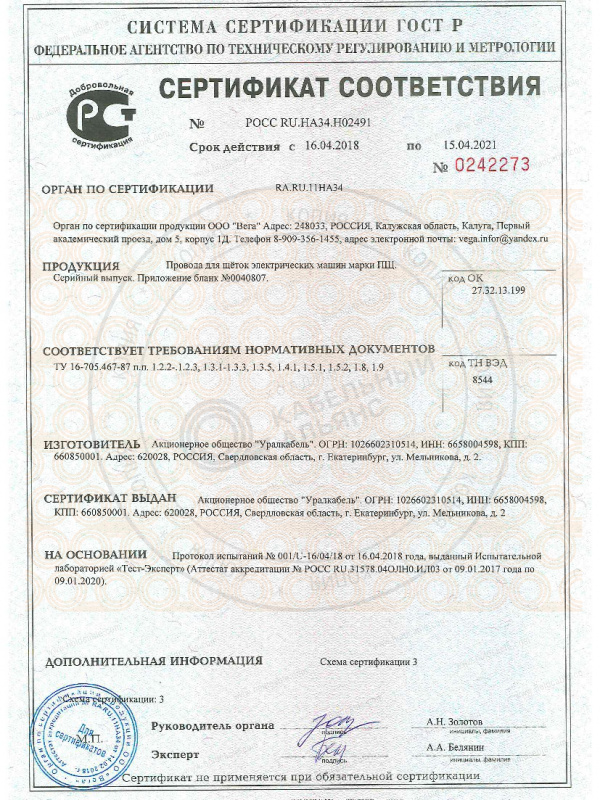 СИСТЕМА СЕРТИФИКАЦИИ ГОСТ Р
ФЕДЕРАЛЬНОЕ АГЕНТСТВО ПО ТЕХНИЧЕСКОМУ РЕГУЛИРОВАНИЮ И МЕТРОЛОГИИ
Добровольная
РСТ
сертификация
СЕРТИФИКАТ СООТВЕТСТВИЯ
№ РОСС RU.НА34.Н02491
Срок действия с 16.04.2018 по 15.04.2021
№ 0242273
ОРГАН ПО СЕРТИФИКАЦИИ RA.RU.11НА34
Орган по сертификации продукции ООО "Вега" Адрес: 248033, РОССИЯ, Калужская область, Калуга, Первый
академический проезд, дом 5, корпус 1Д. Телефон 8-909-356-1455, адрес электронной почты: vega.infor@yandex.ru
ПРОДУКЦИЯ Провода для щёток электрических машин марки ПЩ.
Серийный выпуск. Приложение бланк №0040807.
код ОК
27.32.13.199
СООТВЕТСТВУЕТ ТРЕБОВАНИЯМ НОРМАТИВНЫХ ДОКУМЕНТОВ
ТУ 16-705.467-87 п.п. 1.2.2-.1.2.3, 1.3.1-1.3.3, 1.3.5, 1.4.1, 1.5.1, 1.5.2, 1.8, 1.9
код ТН ВЭД
8544
КАБЕЛЬНЫЙ
АЛЬЯНС
ИЗГОТОВИТЕЛЬ Акционерное общество "Уралкабель". ОГРН: 1026602310514, ИНН: 6658004598, КПП:
660850001. Адрес: 620028, РОССИЯ, Свердловская область, г. Екатеринбург, ул. Мельникова, д. 2.
СЕРТИФИКАТ ВЫДАН Акционерное общество "Уралкабель". ОГРН: 1026602310514, ИНН: 6658004598,
КПП: 660850001. Адрес: 620028, РОССИЯ, Свердловская область, г. Екатеринбург, ул. Мельникова, д. 2
НА ОСНОВАНИИ Протокол испытаний № 001/U-16/04/18 от 16.04.2018 года, выданный Испытательной
лабораторией «Тест-Эксперт» (Аттестат аккредитации № РОСС RU.31578.04ОЛН0.ИЛ03 от 09.01.2017 года по
09.01.2020).
ДОПОЛНИТЕЛЬНАЯ ИНФОРМАЦИЯ Схема сертификации 3
Схема сертификации: 3
Для
сертификатов
М.П.
Руководитель органа
подпись
А.Н. Золотов
инициалы, фамилия
Эксперт
подпись
А.А. Белянин
инициалы, фамилия
Сертификат не применяется при обязательной сертификации